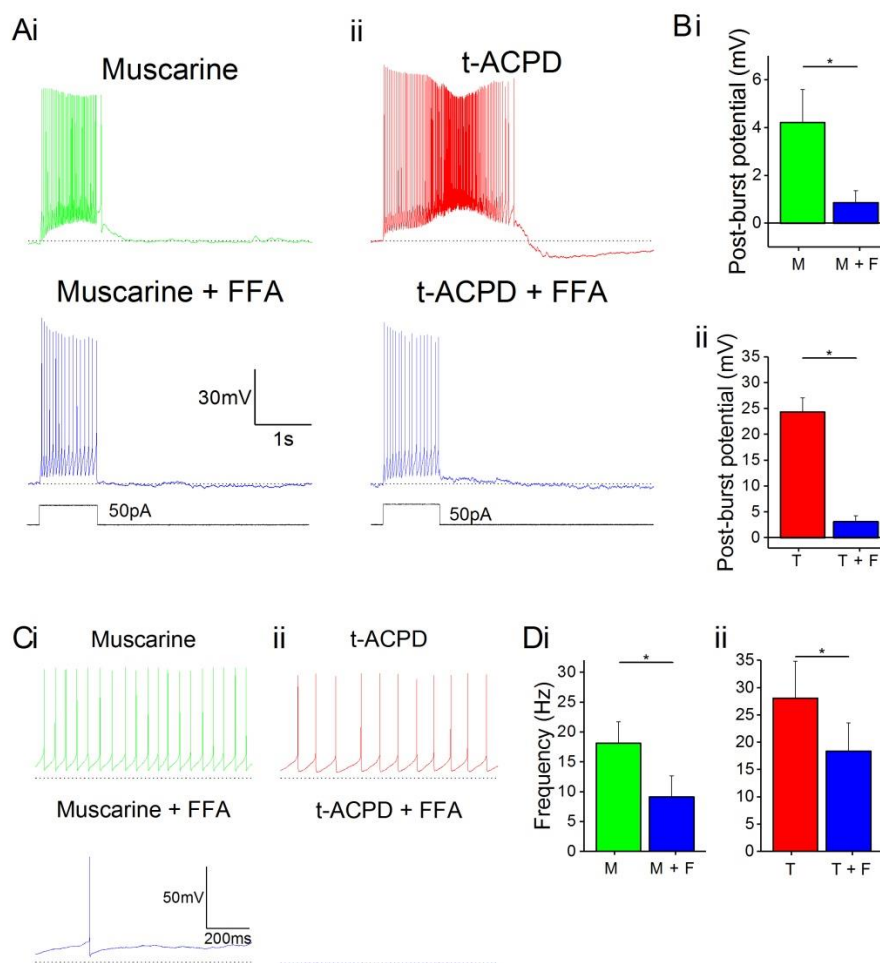 Ai
ii
Bi
Muscarine
t-ACPD
Post-burst potential (mV)
6
4
2
0
*
M
M + F
Muscarine + FFA
t-ACPD + FFA
30mV
1s
50pA
50pA
ii
Post-burst potential (mV)
35
30
25
20
15
10
5
0
*
T
T + F
Ci
ii
Di
ii
Muscarine
t-ACPD
Frequency (Hz)
30
25
20
15
10
5
0
*
M
M + F
35
30
25
20
15
10
5
0
*
T
T + F
Muscarine + FFA
t-ACPD + FFA
50mV
200ms